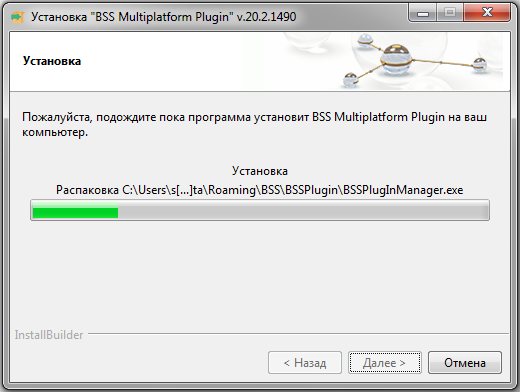 Установка "BSS Multiplatform Plugin" v.20.2.1490
Установка
Пожалуйста, подождите пока программа установит BSS Multiplatform Plugin на ваш
компьютер.
Установка
Распаковка C:\Users\s[...]ta\Roaming\BSS\BSSPlugin\BSSPlugInManager.exe
InstallBuilder
< Назад
Далее >
Отмена